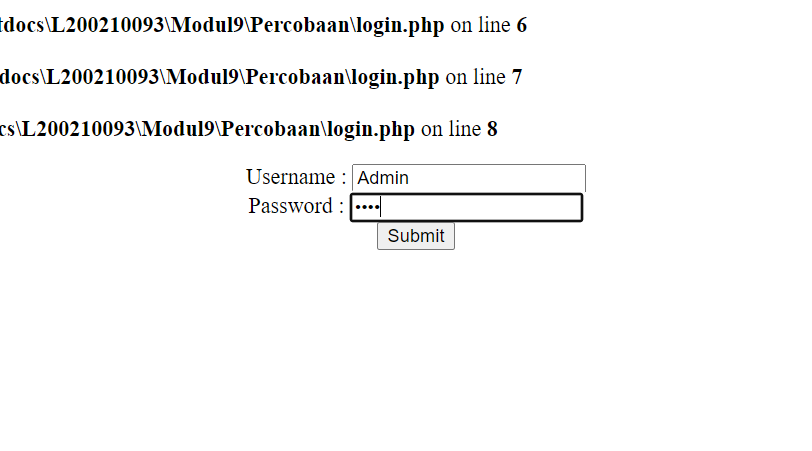 tdocs\L200210093\Modul9\Percobaan\login.php on line 6
docs\L200210093\Modul9\Percobaan\login.php on line 7
cs\L200210093\Modul9\Percobaan\login.php on line 8
Username : Admin
Password : ••••
Submit